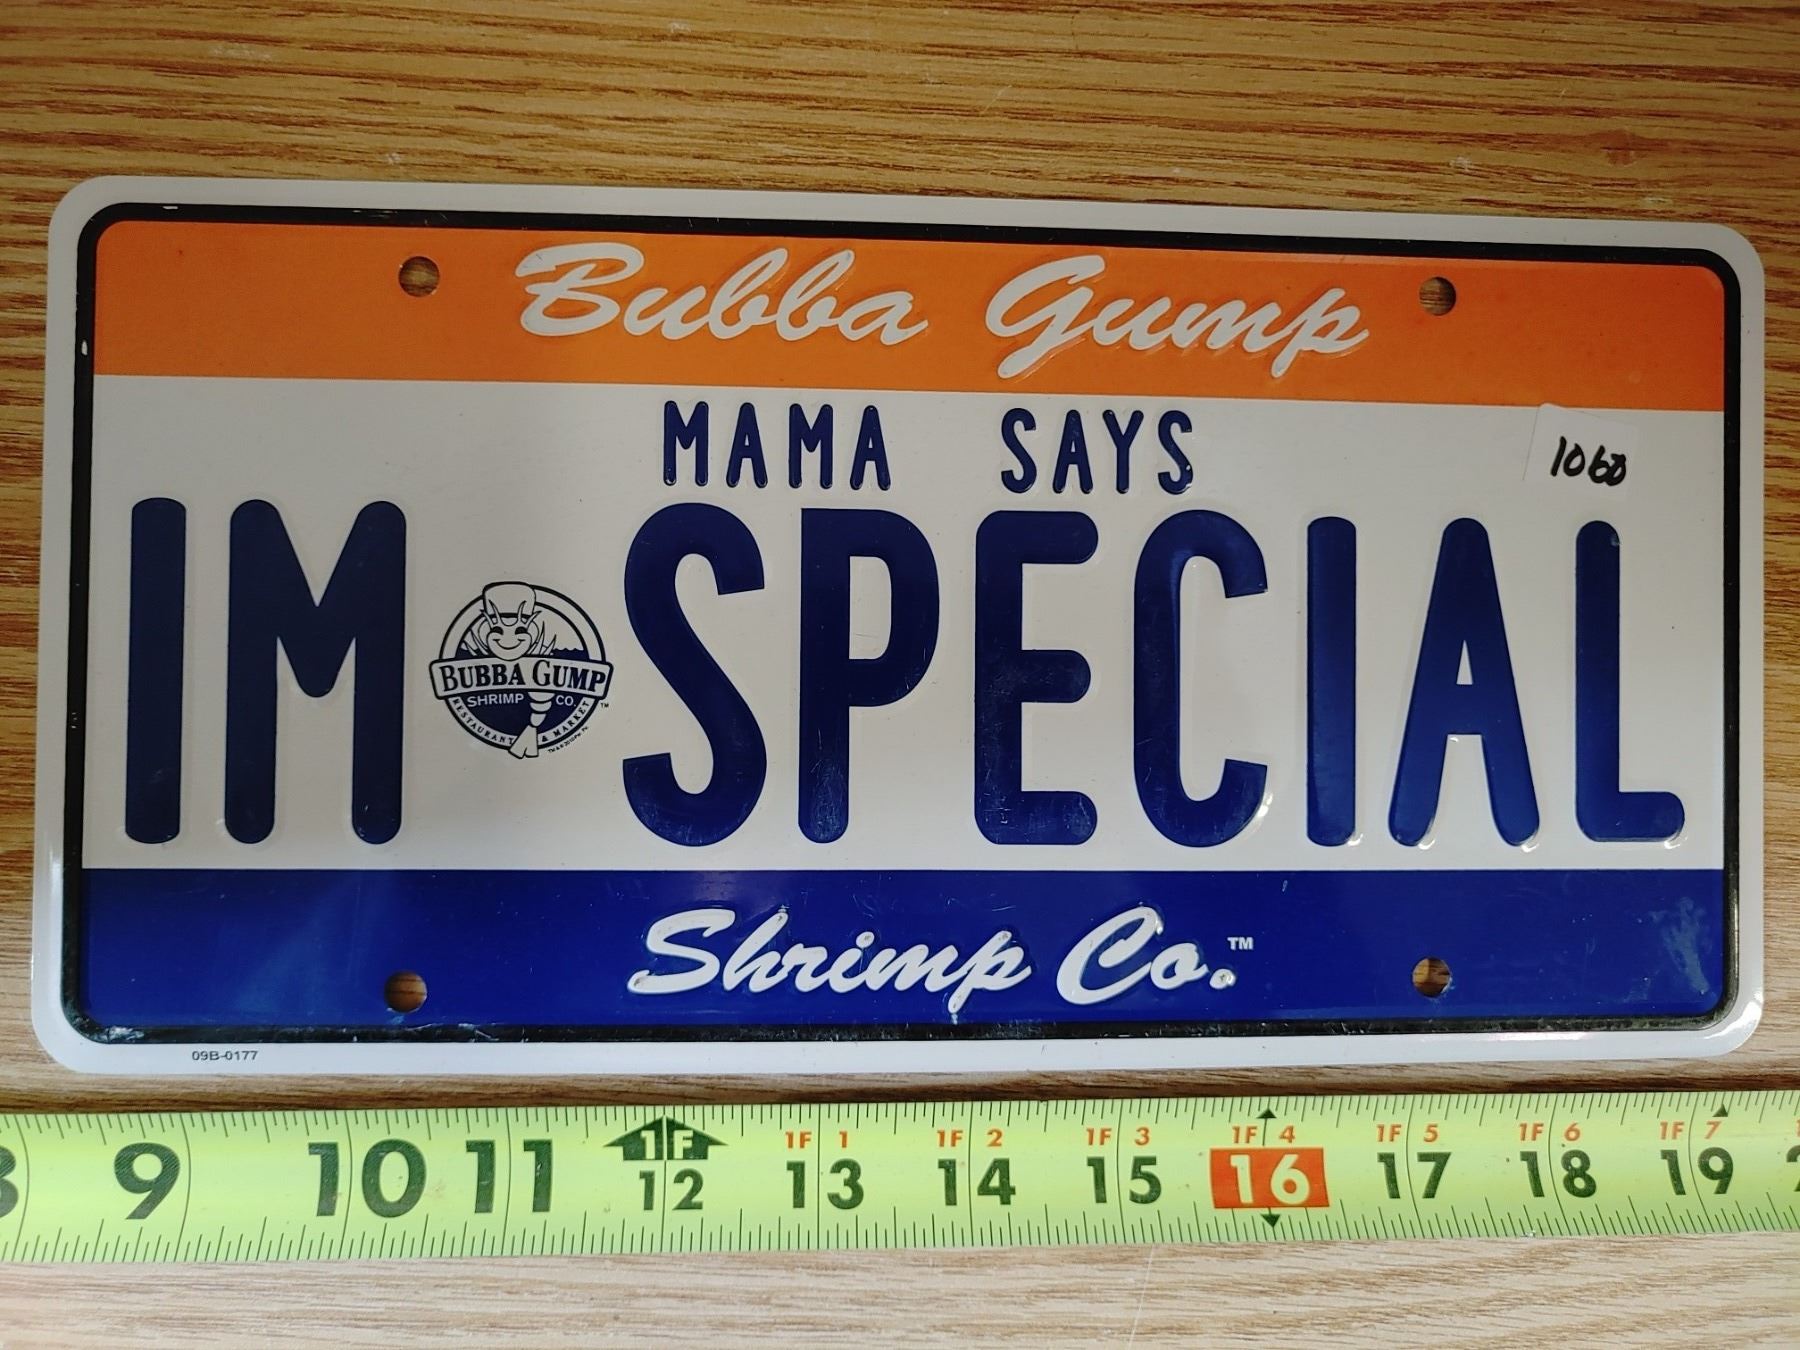 Bubba Gump
MAMA SAYS
1060
IM SPECIAL
BUBBA GUMP
SHRIMP CO.
RESTAURANT & MARKET
TM
Shrimp Co.™
09B-0177
1F 1F 1 1F 2 1F 3 1F 4 1F 5 1F 6 1F 7
9 10 11 12 13 14 15 16 17 18 19